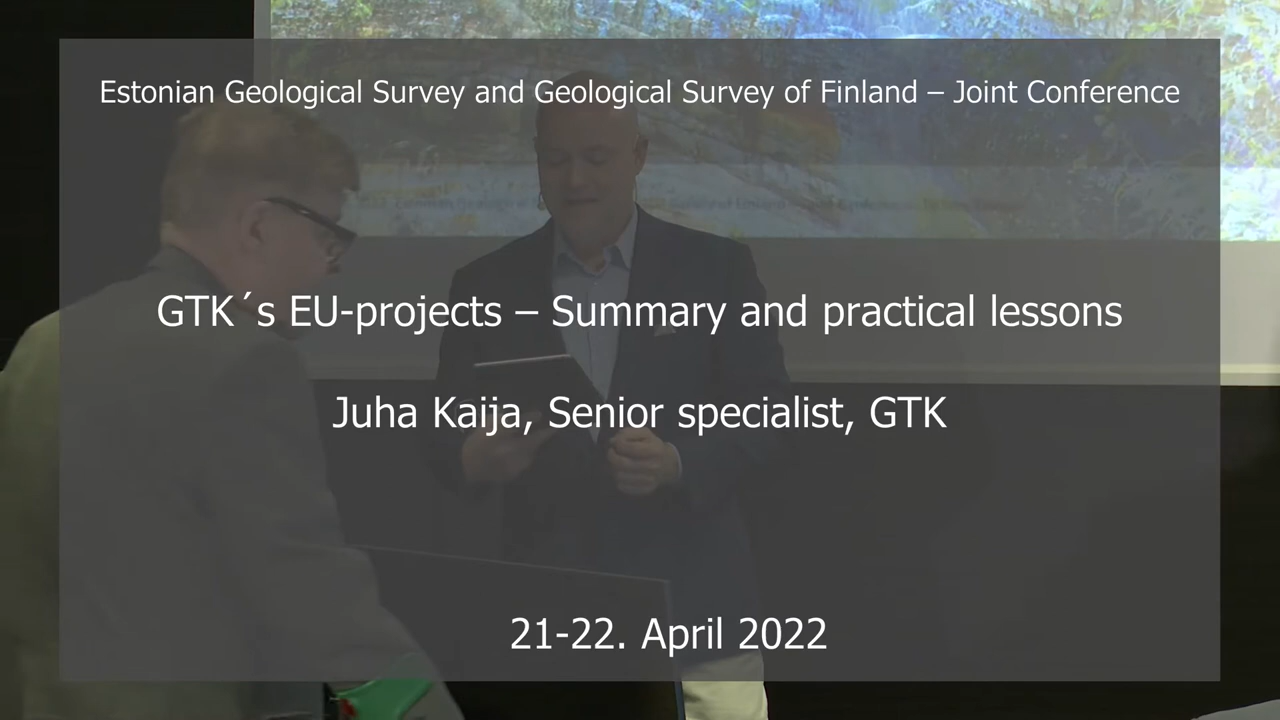 Estonian Geological Survey and Geological Survey of Finland – Joint Conference
GTK´s EU-projects – Summary and practical lessons
Juha Kaija, Senior specialist, GTK
21-22. April 2022